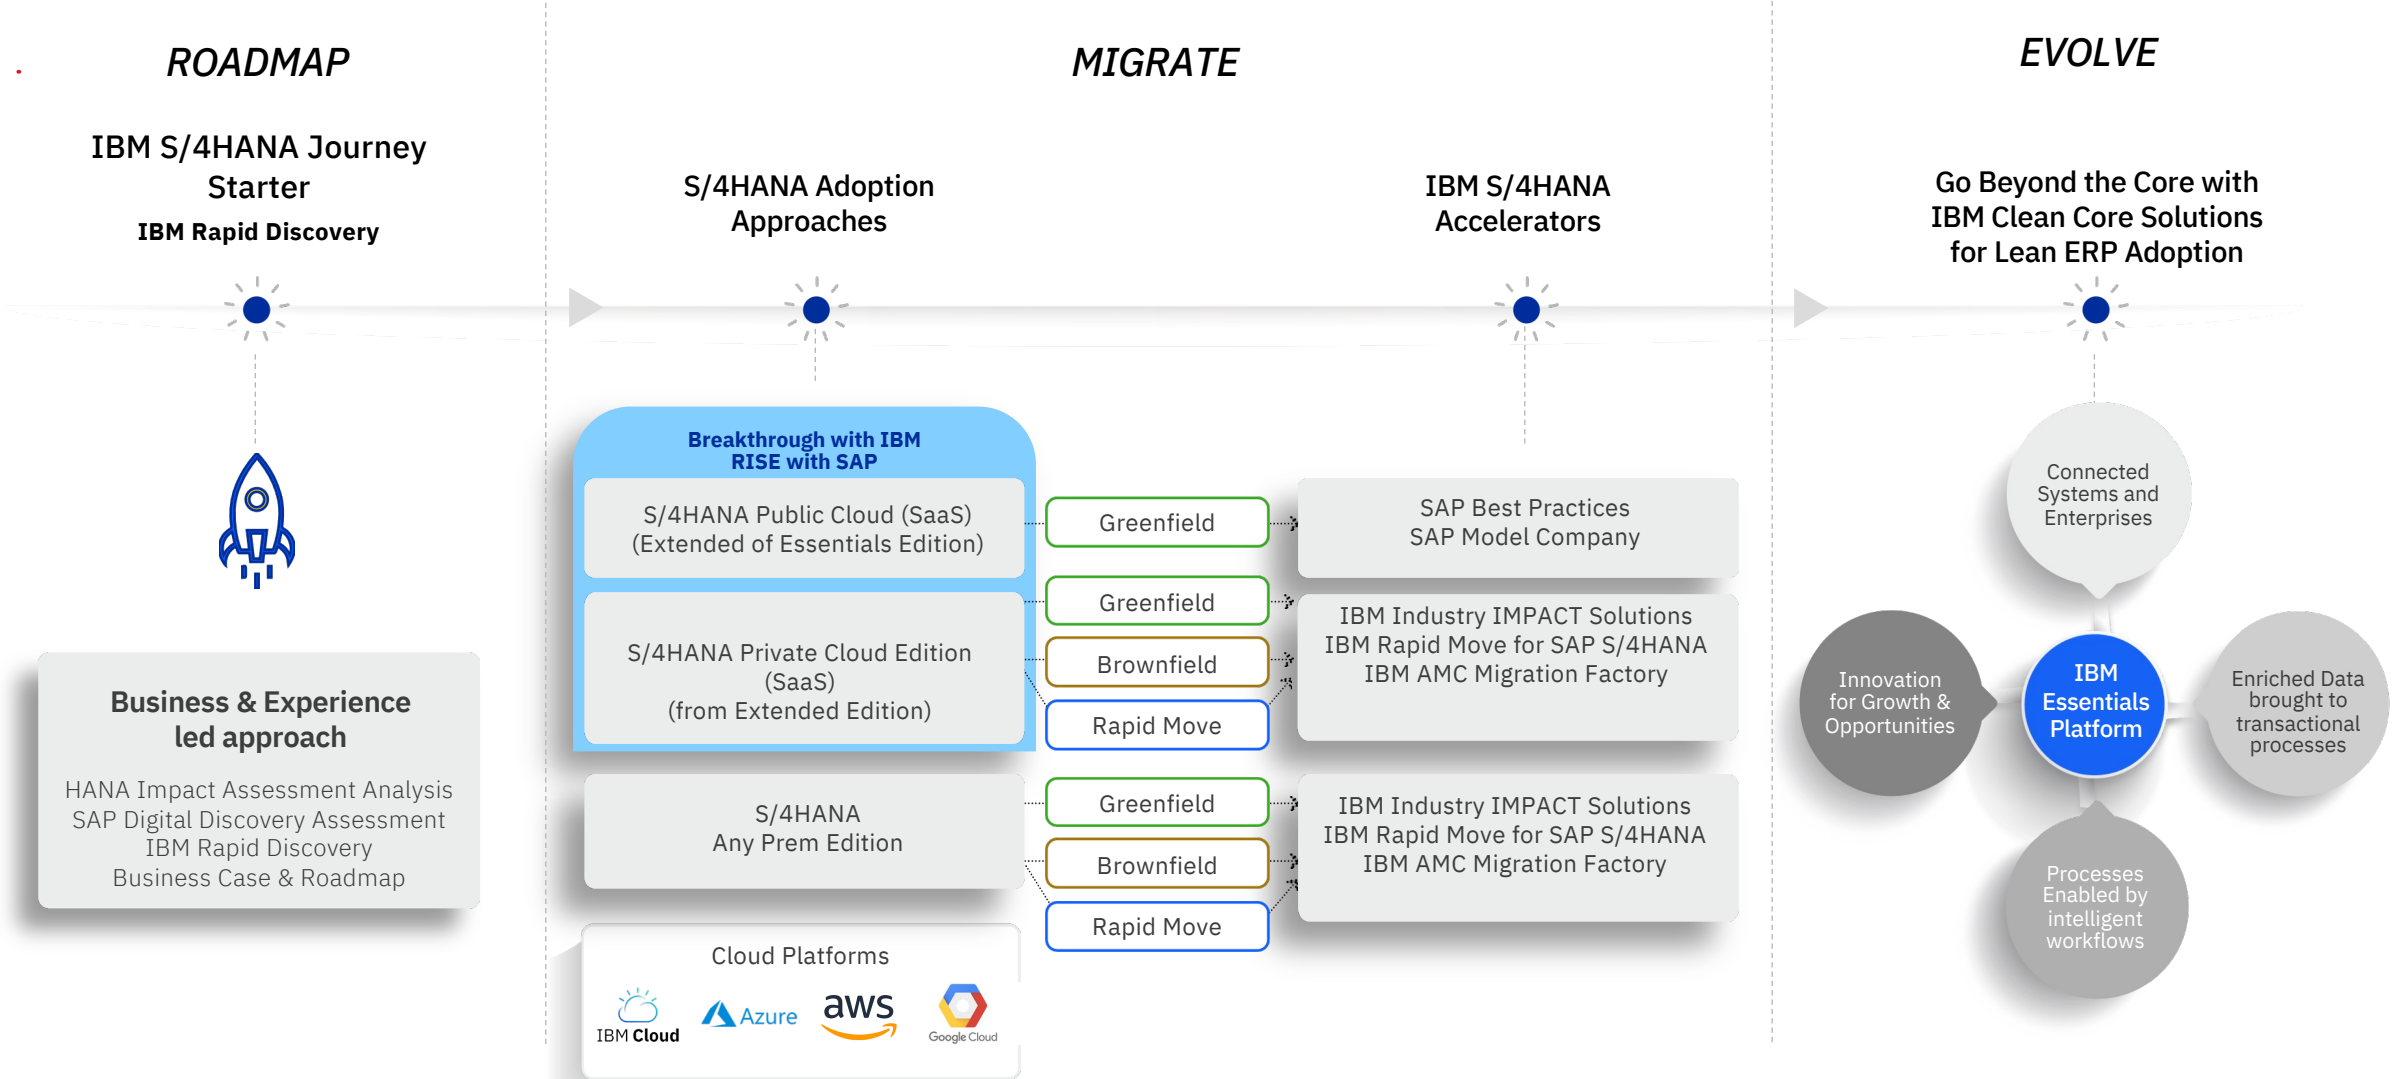 ROADMAP
MIGRATE
EVOLVE
IBM S/4HANA Journey
Starter
IBM Rapid Discovery
S/4HANA Adoption
Approaches
IBM S/4HANA
Accelerators
Go Beyond the Core with
IBM Clean Core Solutions
for Lean ERP Adoption
Business & Experience
led approach
HANA Impact Assessment Analysis
SAP Digital Discovery Assessment
IBM Rapid Discovery
Business Case & Roadmap
Breakthrough with IBM
RISE with SAP
S/4HANA Public Cloud (SaaS)
(Extended of Essentials Edition)
Greenfield
SAP Best Practices
SAP Model Company
S/4HANA Private Cloud Edition
(SaaS)
(from Extended Edition)
Greenfield
Brownfield
Rapid Move
IBM Industry IMPACT Solutions
IBM Rapid Move for SAP S/4HANA
IBM AMC Migration Factory
S/4HANA
Any Prem Edition
Greenfield
Brownfield
Rapid Move
IBM Industry IMPACT Solutions
IBM Rapid Move for SAP S/4HANA
IBM AMC Migration Factory
Cloud Platforms
IBM Cloud
Azure
aws
Google Cloud
Connected
Systems and
Enterprises
Innovation
for Growth &
Opportunities
IBM
Essentials
Platform
Enriched Data
brought to
transactional
processes
Processes
Enabled by
intelligent
workflows